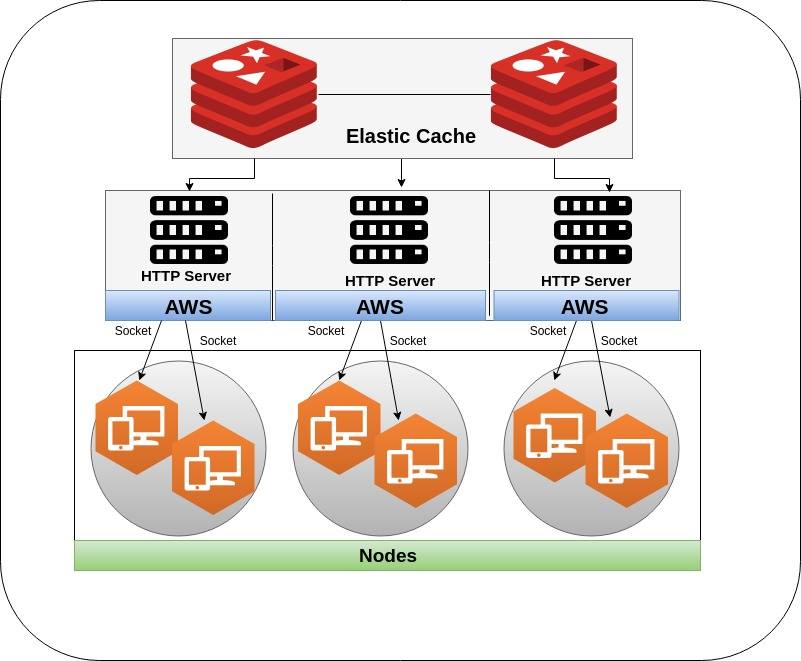 Elastic Cache
HTTP Server
HTTP Server
HTTP Server
AWS
AWS
AWS
Socket
Socket
Socket
Socket
Socket
Socket
Nodes